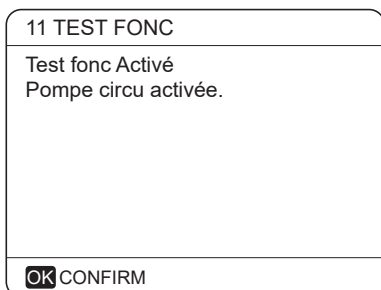 11 TEST FONC
Test fonc Activé
Pompe circu activée.
OK CONFIRM